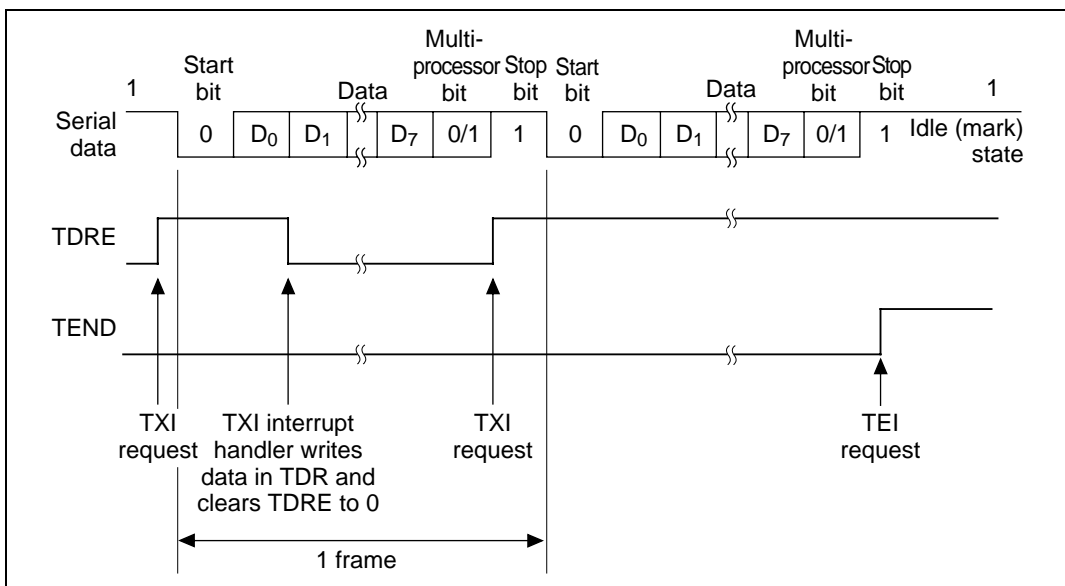 Multi-
processor
bit
Multi-
processor
bit
Start
bit
Stop
bit
Start
bit
Stop
bit
1
Data
Data
1
Serial
data
0 D0 D1 D7 0/1 1 0 D0 D1 D7 0/1 1
Idle (mark)
state
TDRE
TEND
TXI
request
TXI interrupt
handler writes
data in TDR and
clears TDRE to 0
TXI
request
TEI
request
1 frame